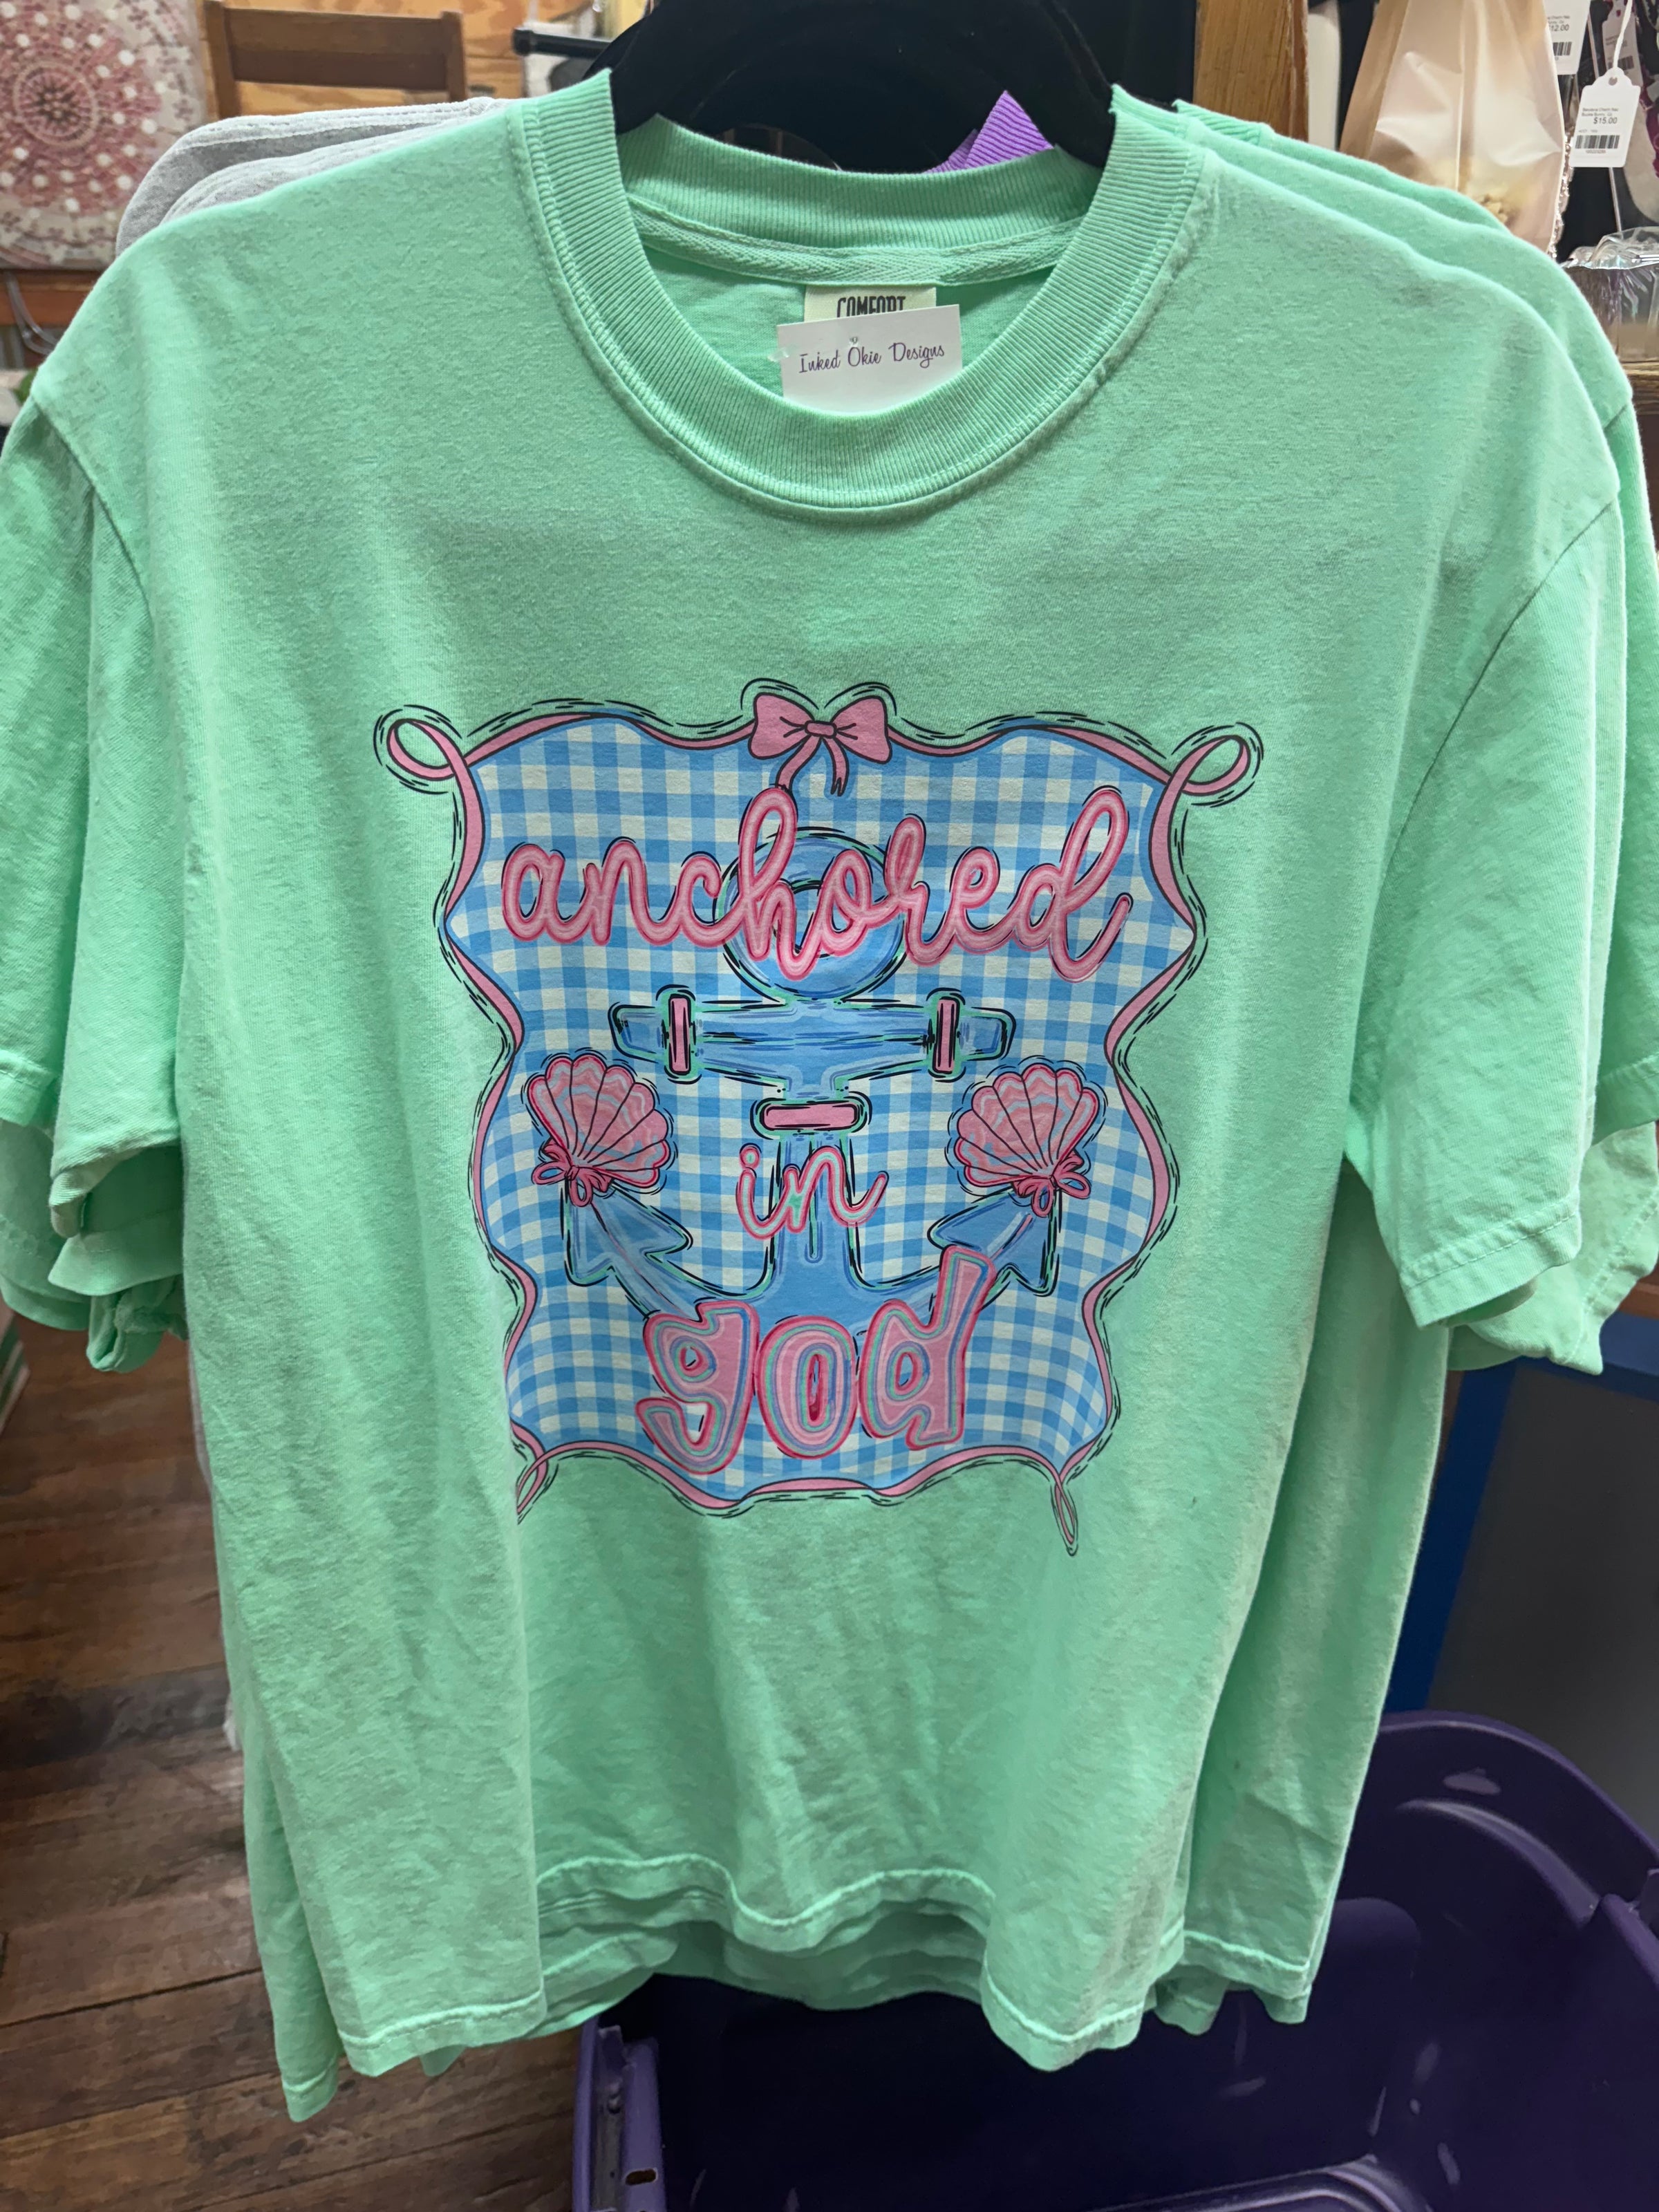 COMFORT
Inked Okie Designs
anchored
in
god
$15.00